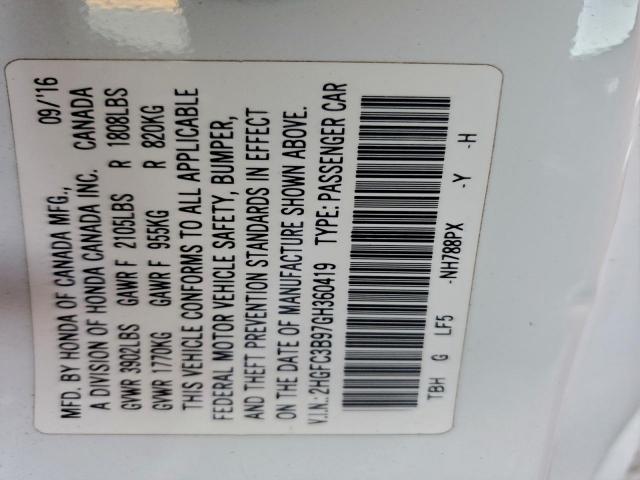 MFD. BY HONDA OF CANADA MFG., 09/'16
A DIVISION OF HONDA CANADA INC. CANADA
GVWR 3902LBS GAWR F 2105LBS R 1808LBS
GVWR 1770KG GAWR F 955KG R 820KG
THIS VEHICLE CONFORMS TO ALL APPLICABLE
FEDERAL MOTOR VEHICLE SAFETY, BUMPER,
AND THEFT PREVENTION STANDARDS IN EFFECT
ON THE DATE OF MANUFACTURE SHOWN ABOVE.
V.I.N.: 2HGFC3B97GH360419 TYPE: PASSENGER CAR
TBH G LF5 -NH788PX -Y -H